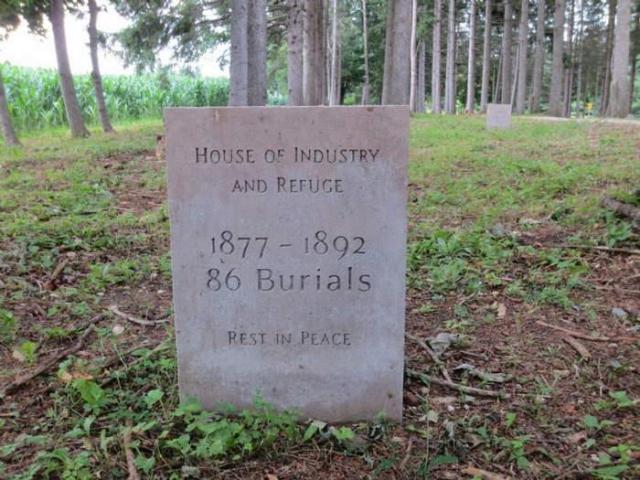 House of Industry
and Refuge
1877 - 1892
86 Burials
Rest in Peace